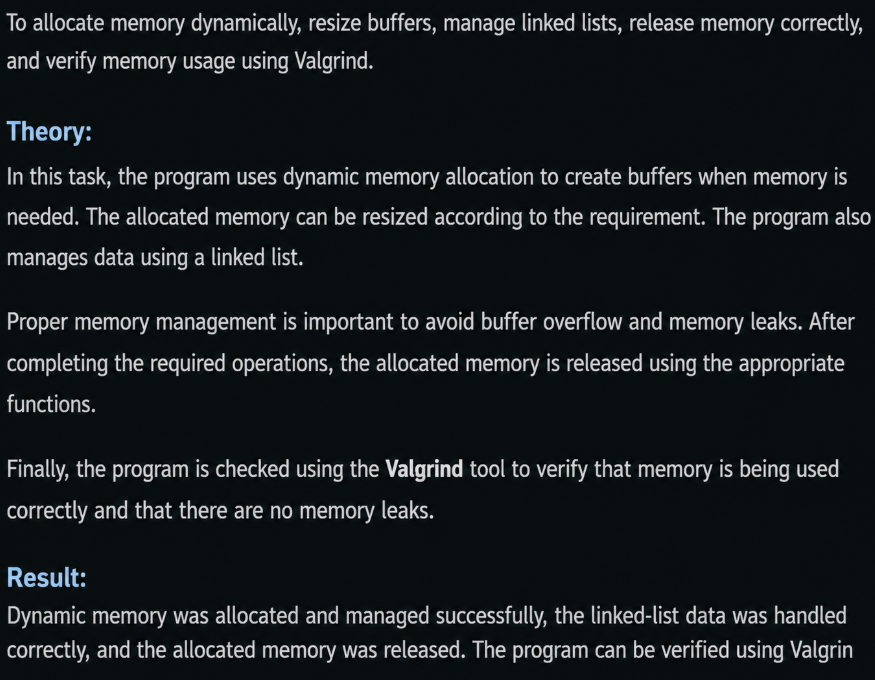 To allocate memory dynamically, resize buffers, manage linked lists, release memory correctly,
and verify memory usage using Valgrind.
Theory:
In this task, the program uses dynamic memory allocation to create buffers when memory is
needed. The allocated memory can be resized according to the requirement. The program also
manages data using a linked list.
Proper memory management is important to avoid buffer overflow and memory leaks. After
completing the required operations, the allocated memory is released using the appropriate
functions.
Finally, the program is checked using the Valgrind tool to verify that memory is being used
correctly and that there are no memory leaks.
Result:
Dynamic memory was allocated and managed successfully, the linked-list data was handled
correctly, and the allocated memory was released. The program can be verified using Valgrin